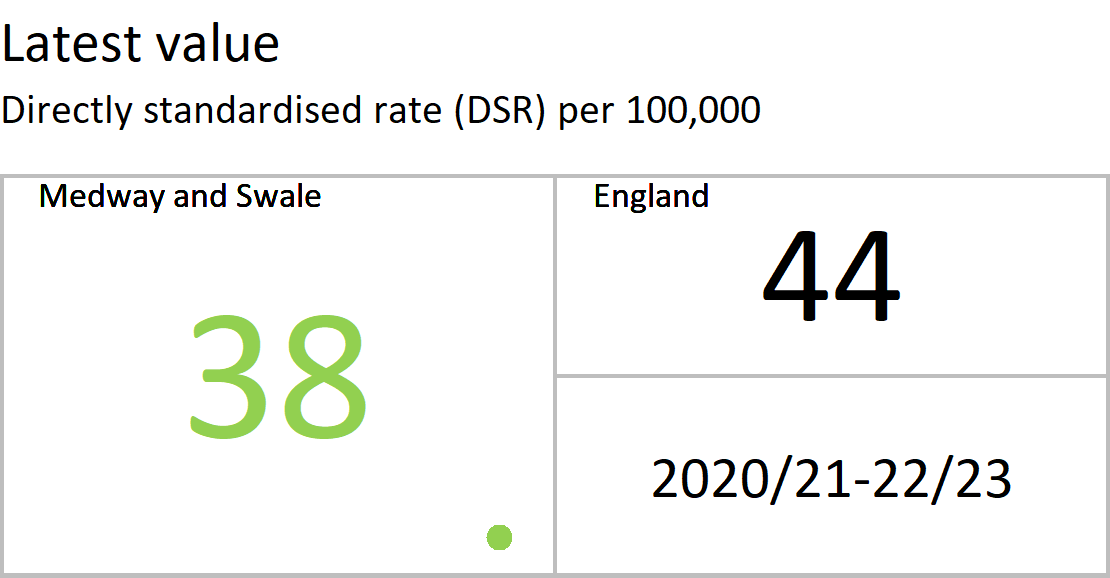 Latest value
Directly standardised rate (DSR) per 100,000
Medway and Swale
38
England
44
2020/21-22/23